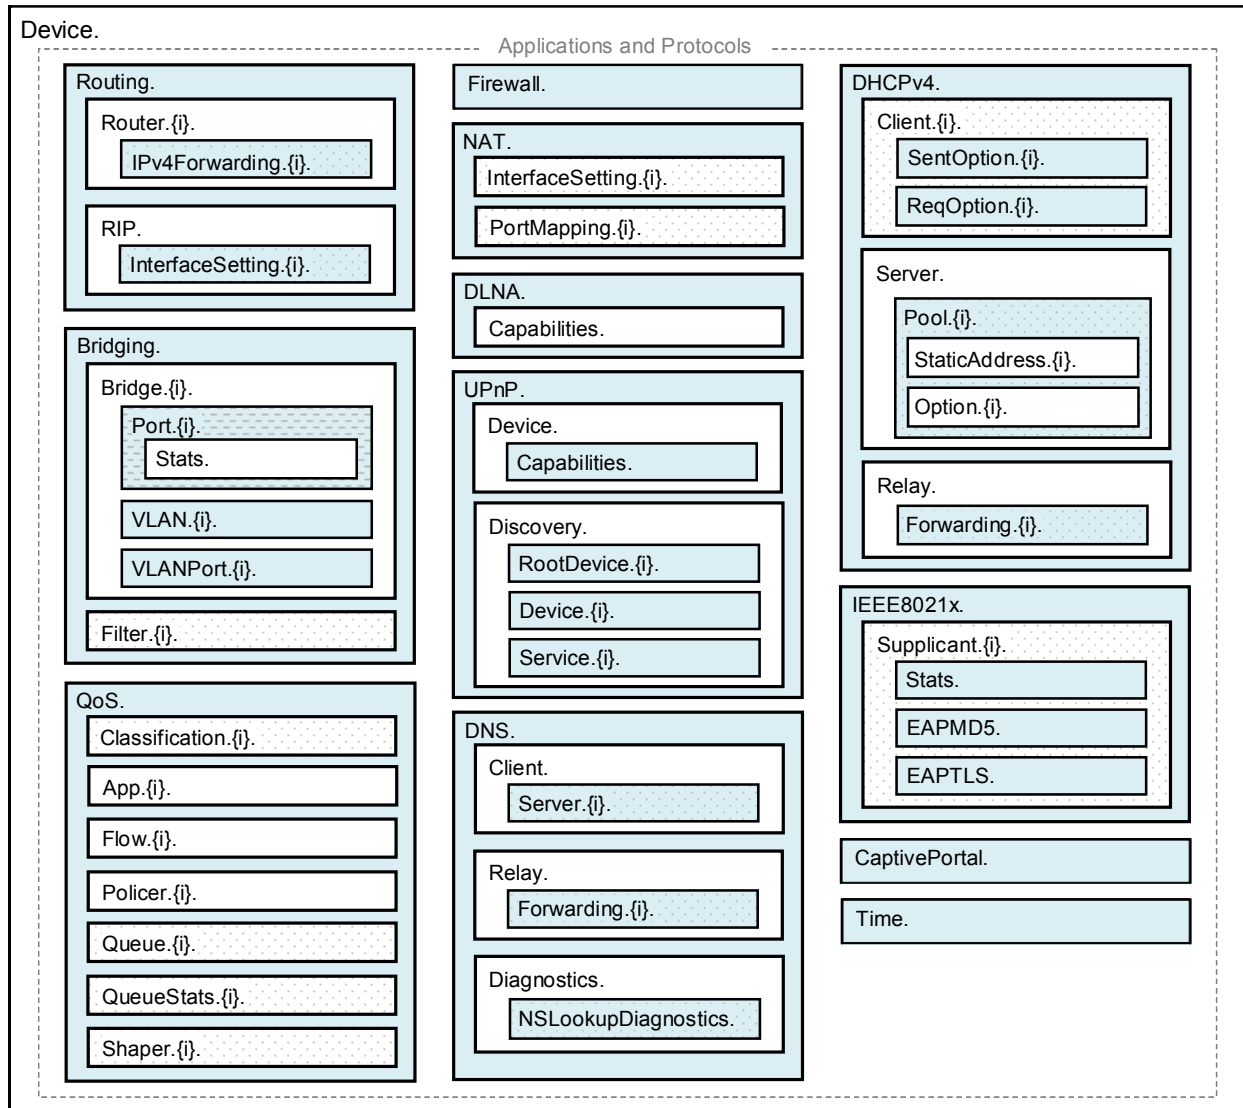 Device.
Applications and Protocols
Routing.
Router.{i}.
IPv4Forwarding.{i}.
RIP.
InterfaceSetting.{i}.
Bridging.
Bridge.{i}.
Port.{i}.
Stats.
VLAN.{i}.
VLANPort.{i}.
Filter.{i}.
QoS.
Classification.{i}.
App.{i}.
Flow.{i}.
Policer.{i}.
Queue.{i}.
QueueStats.{i}.
Shaper.{i}.
Firewall.
NAT.
InterfaceSetting.{i}.
PortMapping.{i}.
DLNA.
Capabilities.
UPnP.
Device.
Capabilities.
Discovery.
RootDevice.{i}.
Device.{i}.
Service.{i}.
DNS.
Client.
Server.{i}.
Relay.
Forwarding.{i}.
Diagnostics.
NSLookupDiagnostics.
DHCPv4.
Client.{i}.
SentOption.{i}.
ReqOption.{i}.
Server.
Pool.{i}.
StaticAddress.{i}.
Option.{i}.
Relay.
Forwarding.{i}.
IEEE8021x.
Supplicant.{i}.
Stats.
EAPMD5.
EAPTLS.
CaptivePortal.
Time.